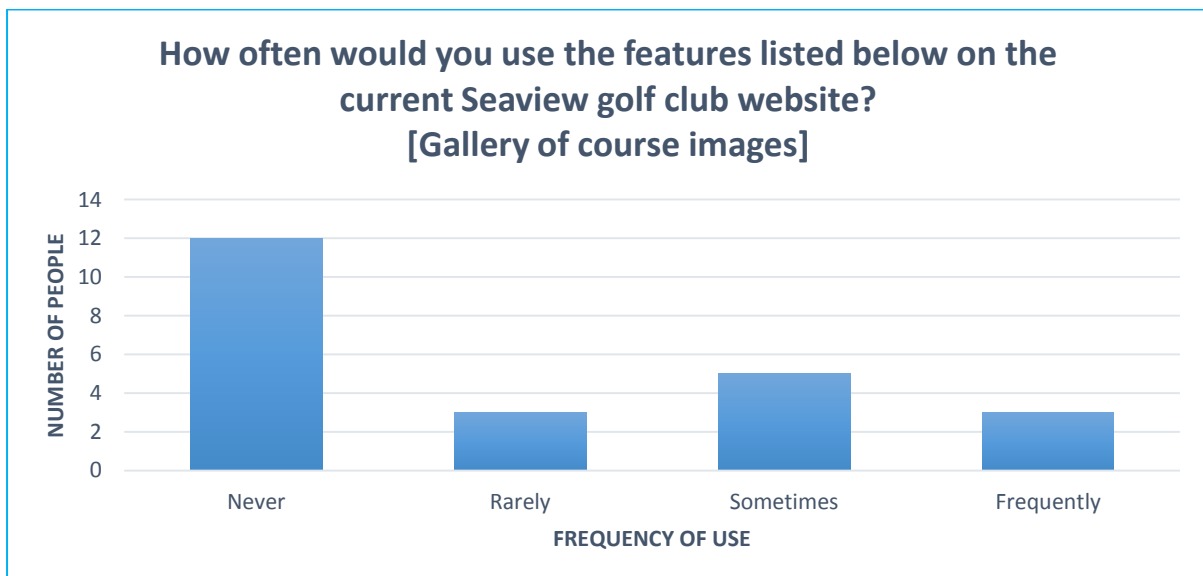 How often would you use the features listed below on the
current Seaview golf club website?
[Gallery of course images]
NUMBER OF PEOPLE
14
12
10
8
6
4
2
0
Never Rarely Sometimes Frequently
FREQUENCY OF USE